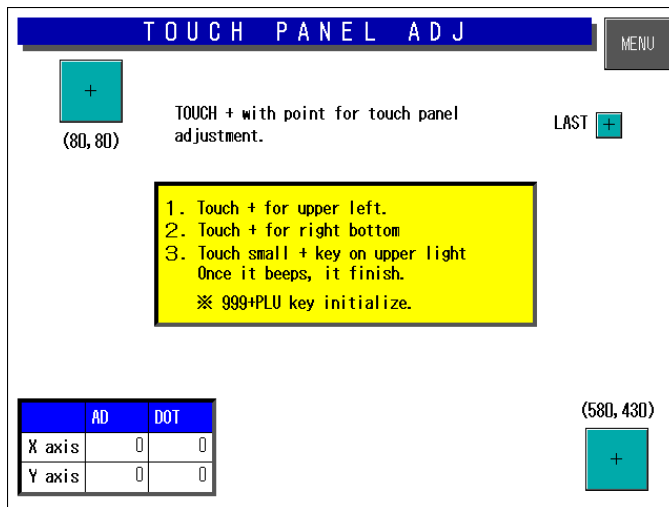 TOUCH PANEL ADJ
MENU
+
(80,80)
TOUCH + with point for touch panel
adjustment.
LAST +
1. Touch + for upper left.
2. Touch + for right bottom
3. Touch small + key on upper light
Once it beeps, it finish.
※ 999+PLU key initialize.
AD DOT
X axis 0 0
Y axis 0 0
(580,430)
+